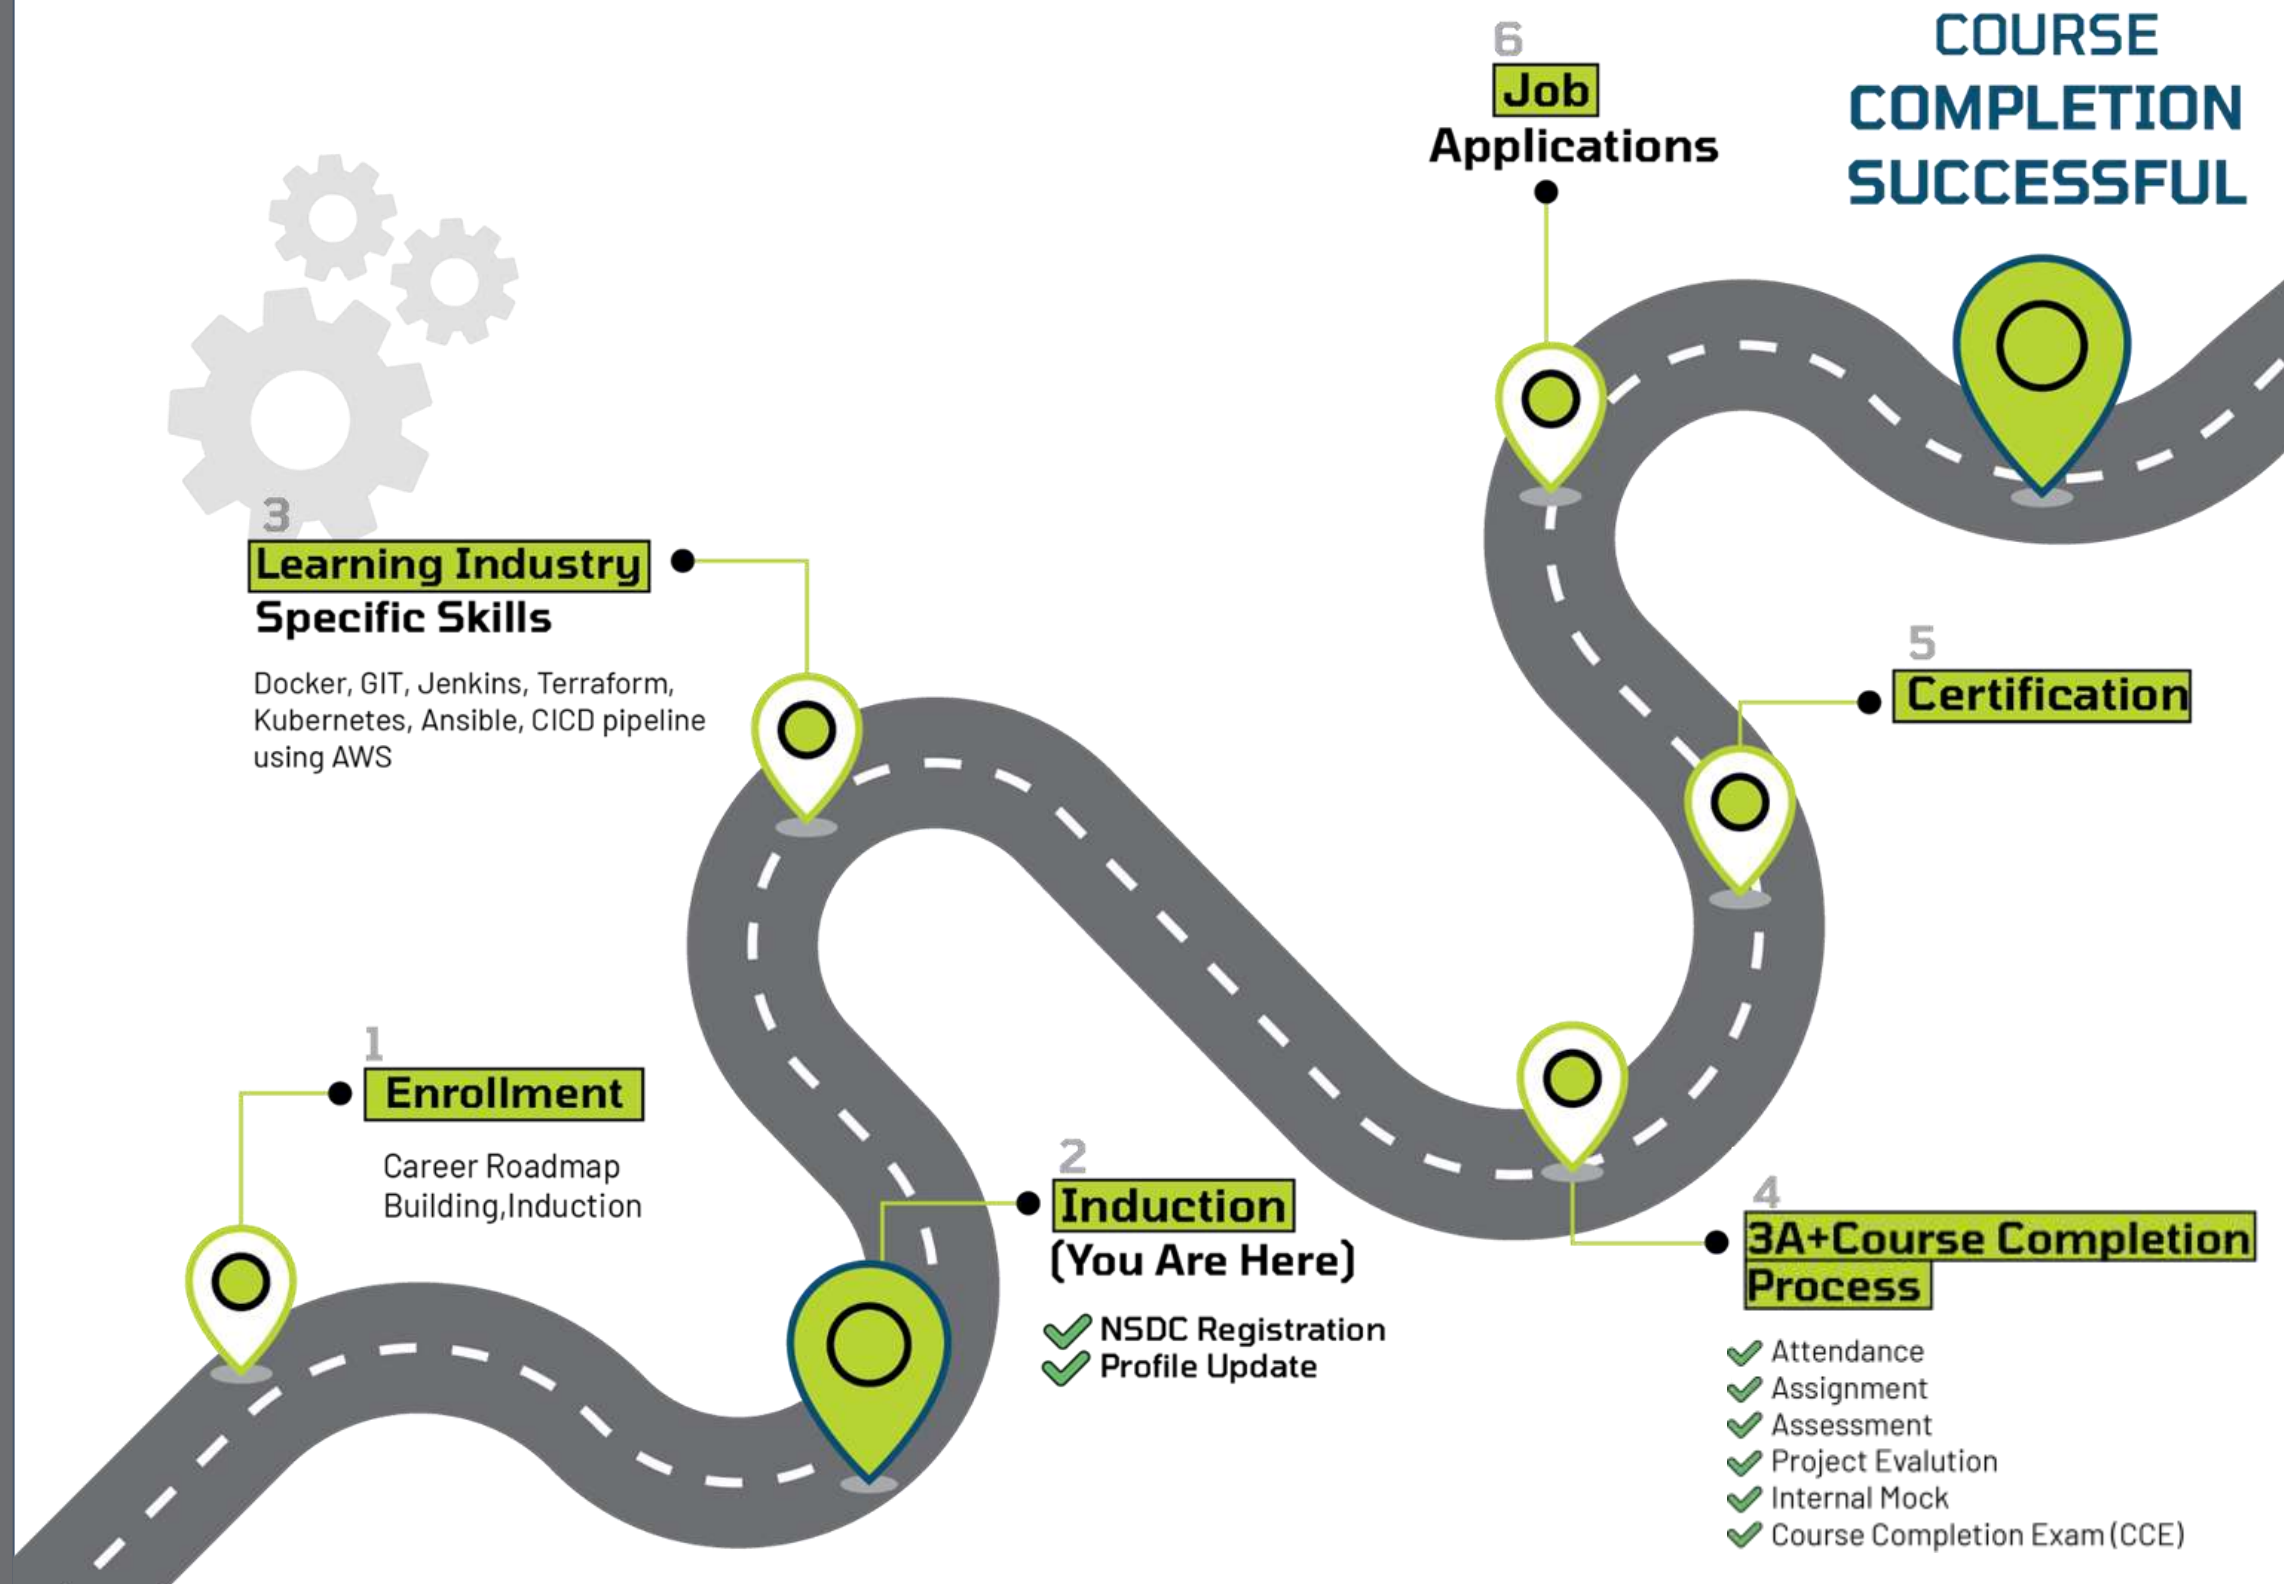 COURSE
COMPLETION
SUCCESSFUL
6
Job
Applications
3
Learning Industry
Specific Skills
Docker, GIT, Jenkins, Terraform,
Kubernetes, Ansible, CICD pipeline
using AWS
5
Certification
1
Enrollment
Career Roadmap
Building,Induction
2
Induction
(You Are Here)
NSDC Registration
Profile Update
4
3A+Course Completion
Process
Attendance
Assignment
Assessment
Project Evalution
Internal Mock
Course Completion Exam (CCE)